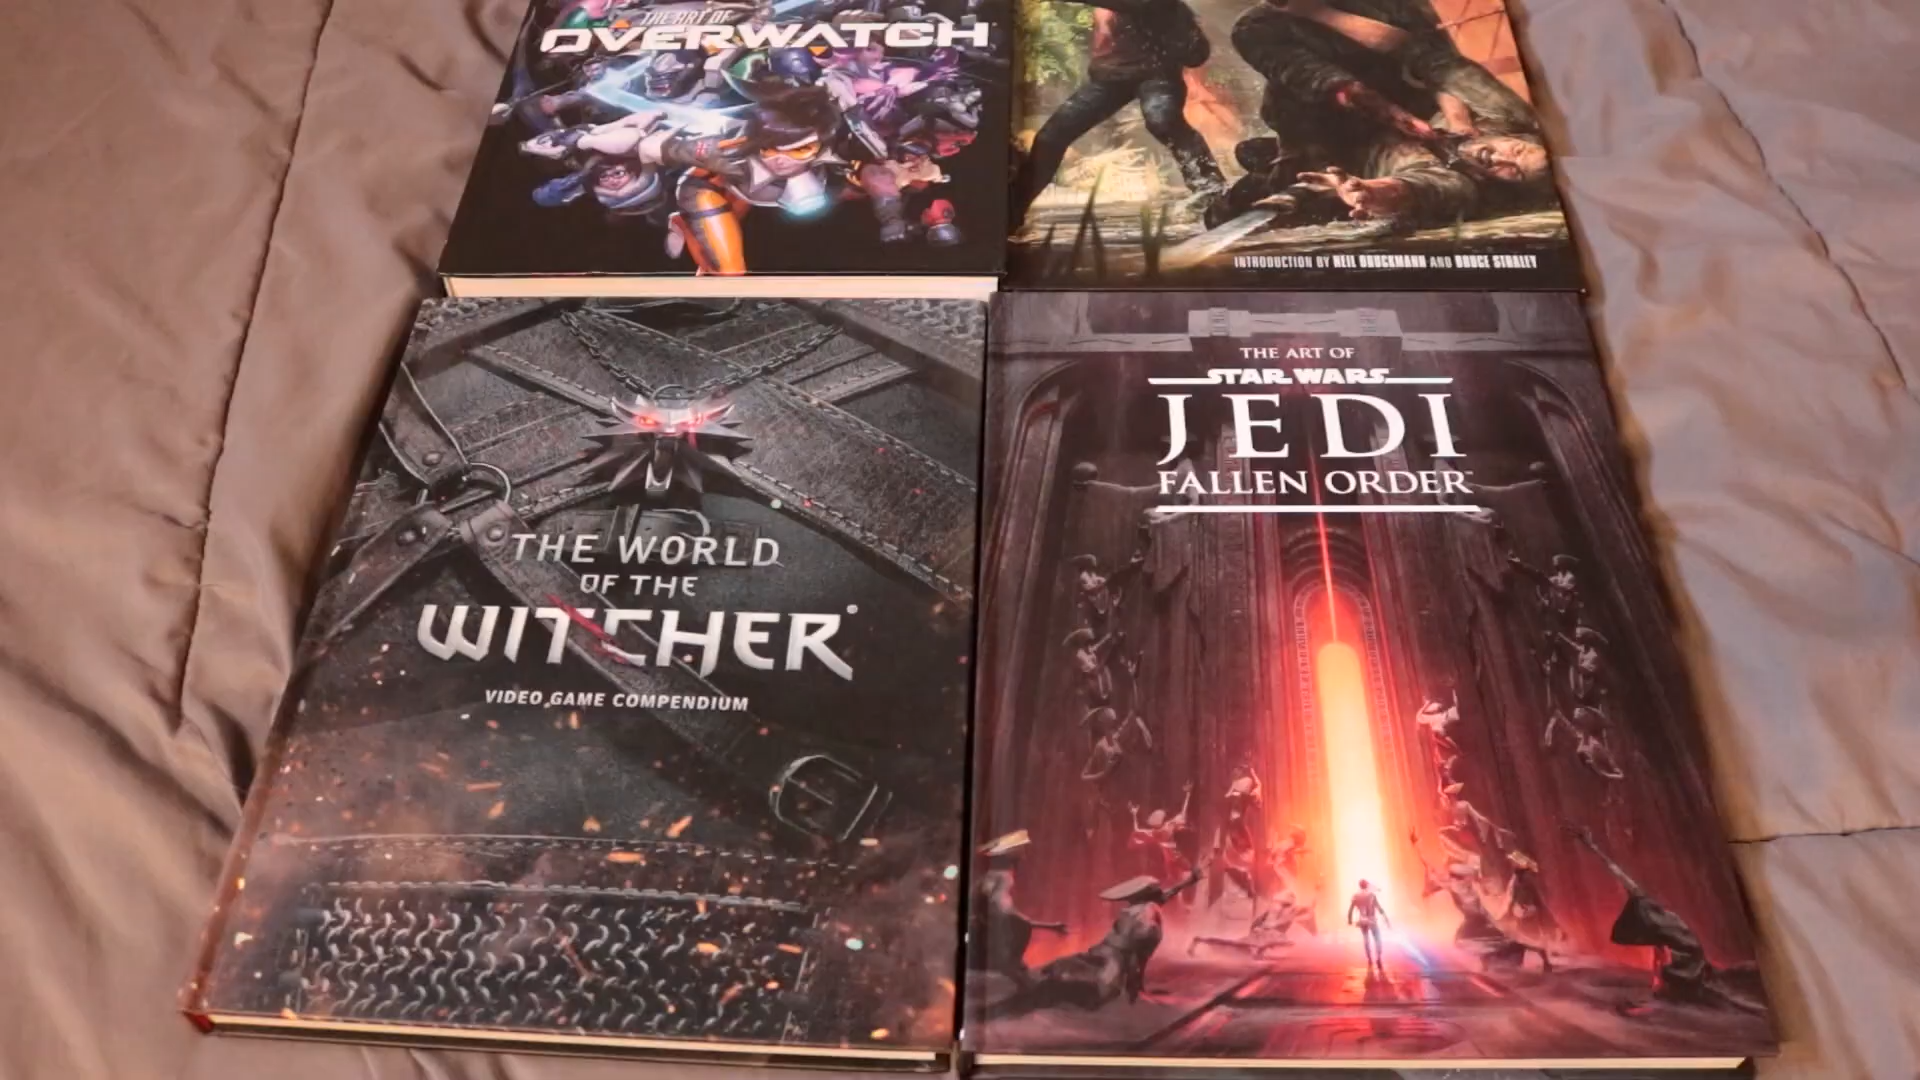 THE ART OF
OVERWATCH
INTRODUCTION BY NEIL DRUCKMANN AND BRUCE STRALEY
THE WORLD
OF THE
WITCHER®
VIDEO GAME COMPENDIUM
THE ART OF
STAR WARS
JEDI
FALLEN ORDER™